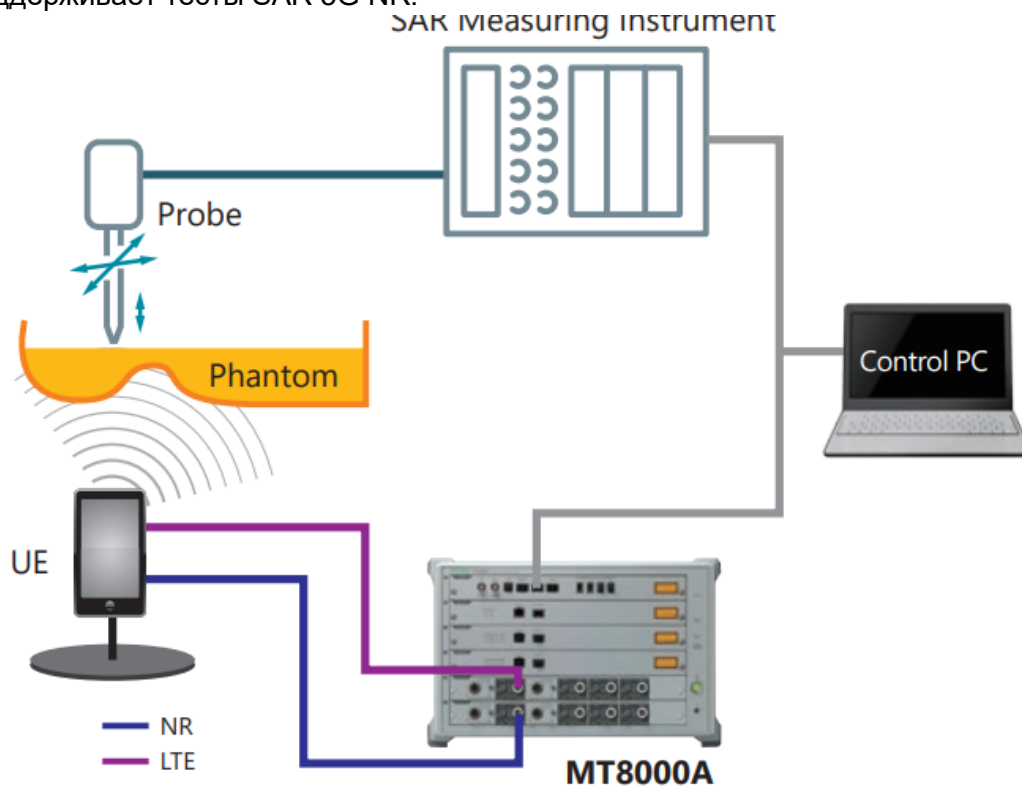 SAR Measuring Instrument
Probe
Phantom
Control PC
UE
NR
LTE
MT8000A